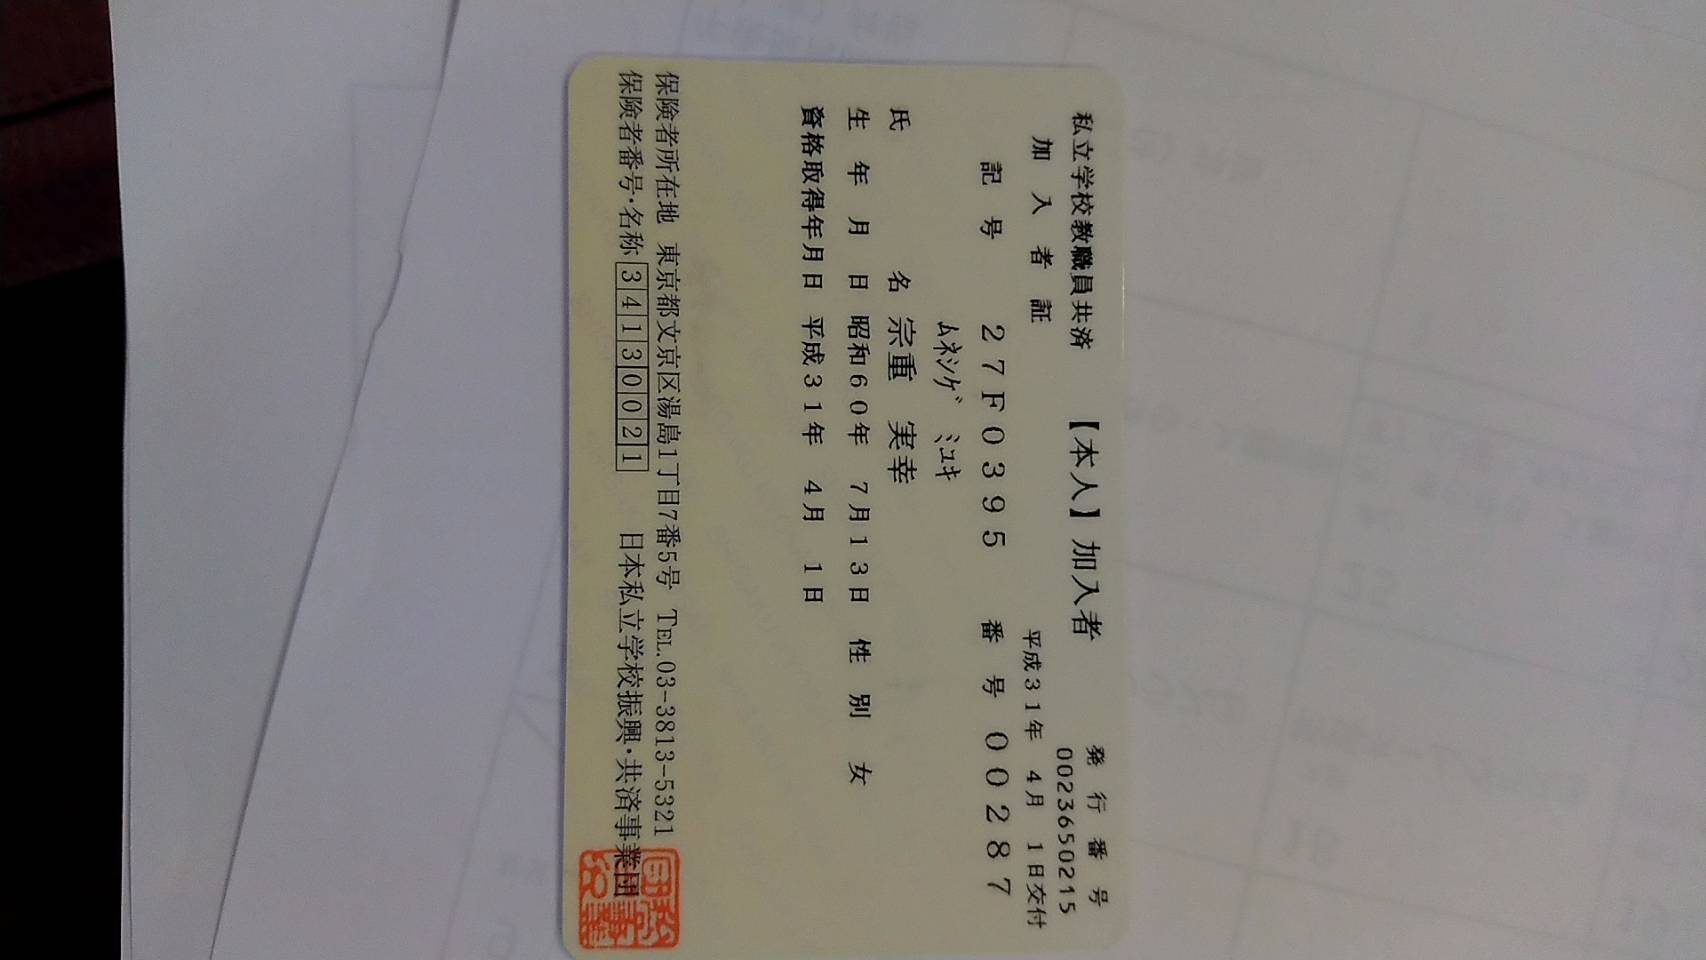 私立学校教職員共済 【本人】加入者 発行番号
加入者証 0023650215
平成31年 4月 1日交付
記号 27F0395 番号 00287
ムネシゲ ミユキ
氏名 宗重 実幸
生年月日 昭和60年 7月13日 性別 女
資格取得年月日 平成31年 4月 1日
保険者所在地 東京都文京区湯島1丁目7番5号 TEL.03-3813-5321
保険者番号・名称 34130021 日本私立学校振興・共済事業団